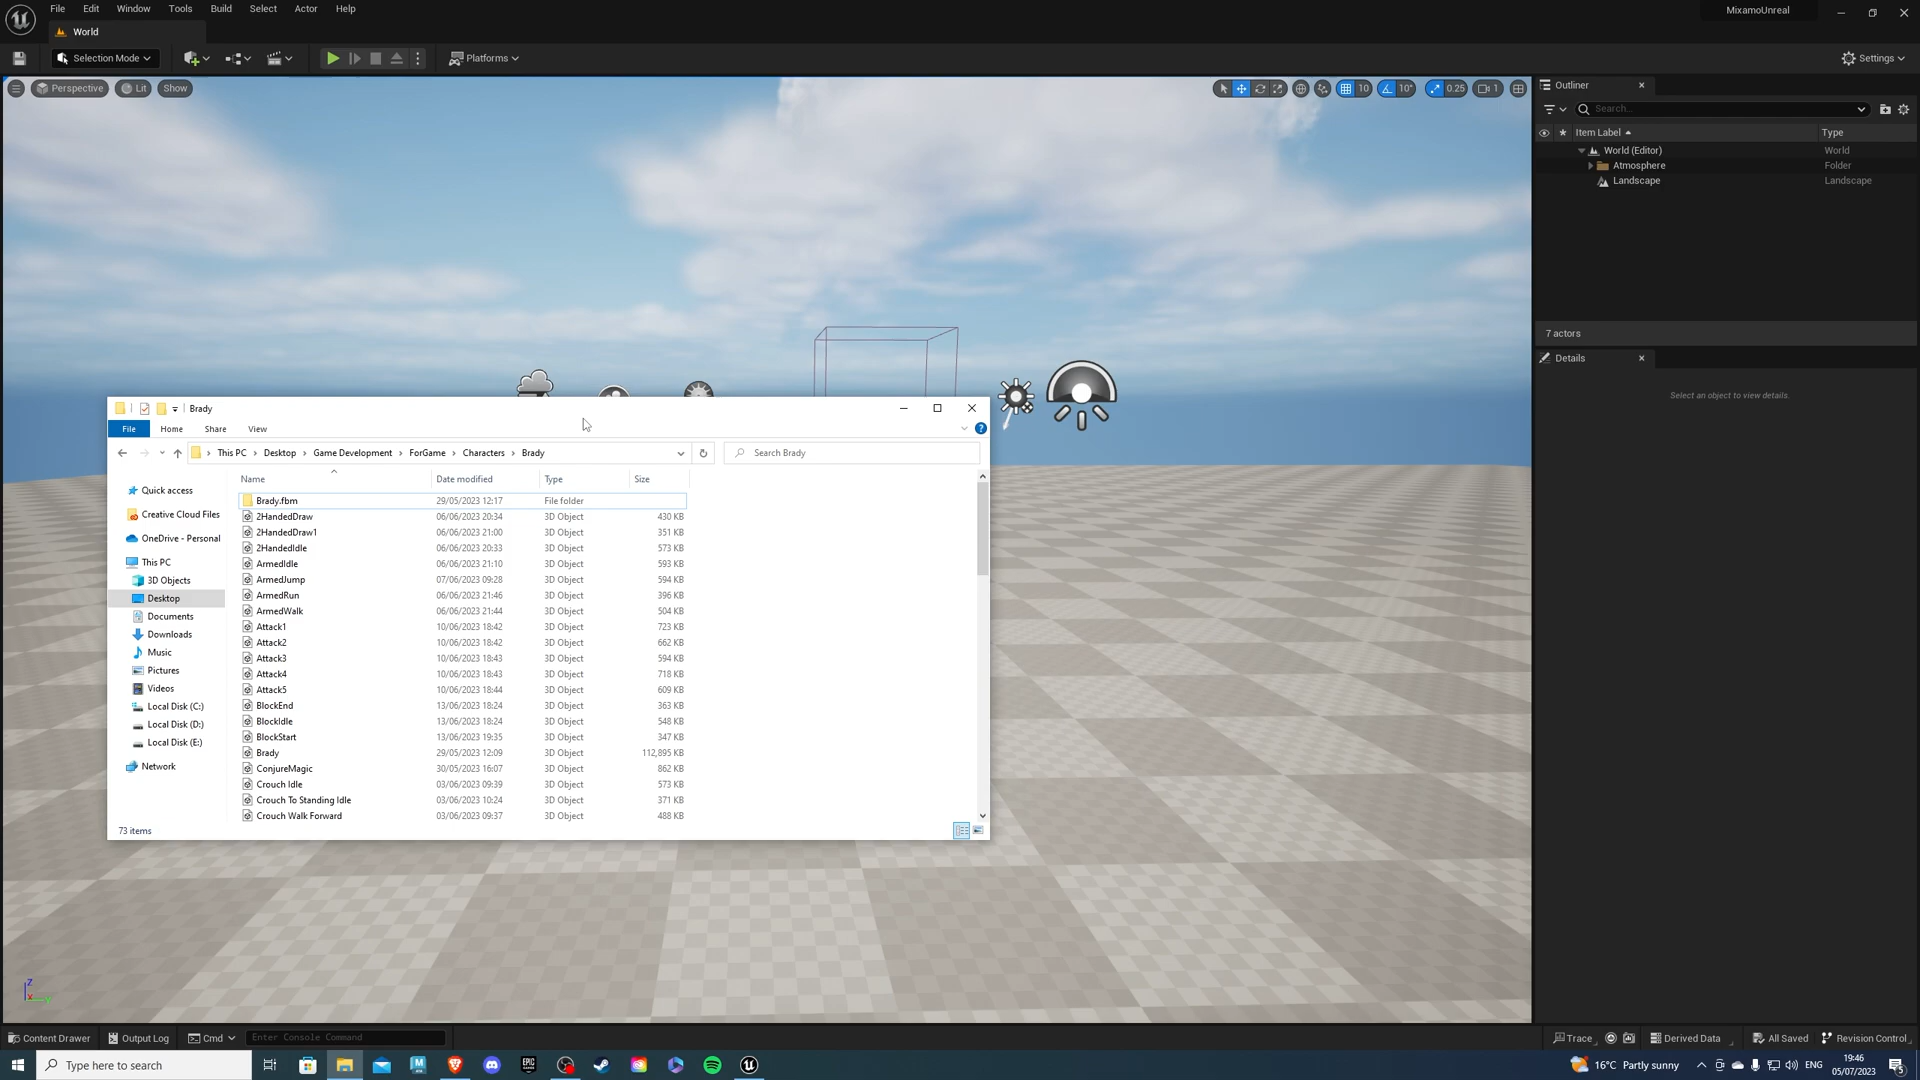 File Edit Window Tools Build Select Actor Help
MixamoUnreal
World
Selection Mode
Platforms
Settings
Perspective Lit Show
10 10° 0.25 1
Outliner
Search...
Item Label Type
World (Editor) World
Atmosphere Folder
Landscape Landscape
7 actors
Details
Select an object to view details.
Brady
File Home Share View
This PC > Desktop > Game Development > ForGame > Characters > Brady
Search Brady
Name Date modified Type Size
Quick access
Creative Cloud Files
OneDrive - Personal
This PC
3D Objects
Desktop
Documents
Downloads
Music
Pictures
Videos
Local Disk (C:)
Local Disk (D:)
Local Disk (E:)
Network
Brady.fbm 29/05/2023 12:17 File folder
2HandedDraw 06/06/2023 20:34 3D Object 430 KB
2HandedDraw1 06/06/2023 21:00 3D Object 351 KB
2HandedIdle 06/06/2023 20:33 3D Object 573 KB
ArmedIdle 06/06/2023 21:10 3D Object 593 KB
ArmedJump 07/06/2023 09:28 3D Object 594 KB
ArmedRun 06/06/2023 21:46 3D Object 396 KB
ArmedWalk 06/06/2023 21:44 3D Object 504 KB
Attack1 10/06/2023 18:42 3D Object 723 KB
Attack2 10/06/2023 18:42 3D Object 662 KB
Attack3 10/06/2023 18:43 3D Object 594 KB
Attack4 10/06/2023 18:43 3D Object 718 KB
Attack5 10/06/2023 18:44 3D Object 609 KB
BlockEnd 13/06/2023 18:24 3D Object 363 KB
BlockIdle 13/06/2023 18:24 3D Object 548 KB
BlockStart 13/06/2023 19:35 3D Object 347 KB
Brady 29/05/2023 12:09 3D Object 112,895 KB
ConjureMagic 30/05/2023 16:07 3D Object 862 KB
Crouch Idle 03/06/2023 09:39 3D Object 573 KB
Crouch To Standing Idle 03/06/2023 10:24 3D Object 371 KB
Crouch Walk Forward 03/06/2023 09:37 3D Object 488 KB
73 items
Z
Content Drawer Output Log Cmd Enter Console Command
Trace Derived Data All Saved Revision Control
Type here to search
16°C Partly sunny
ENG
19:46
05/07/2023
5